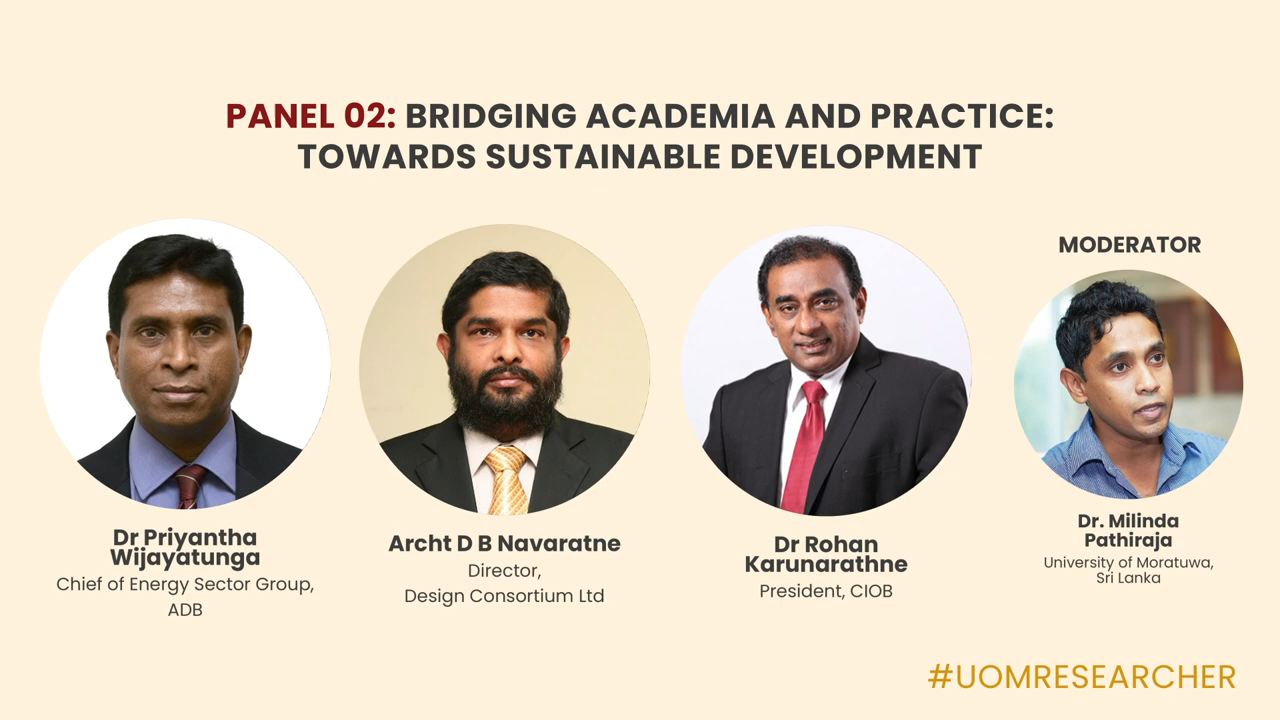 PANEL 02: BRIDGING ACADEMIA AND PRACTICE:
TOWARDS SUSTAINABLE DEVELOPMENT
Dr Priyantha
Wijayatunga
Chief of Energy Sector Group,
ADB
Archt D B Navaratne
Director,
Design Consortium Ltd
Dr Rohan
Karunarathne
President, CIOB
MODERATOR
Dr. Milinda
Pathiraja
University of Moratuwa,
Sri Lanka
#UOMRESEARCHER